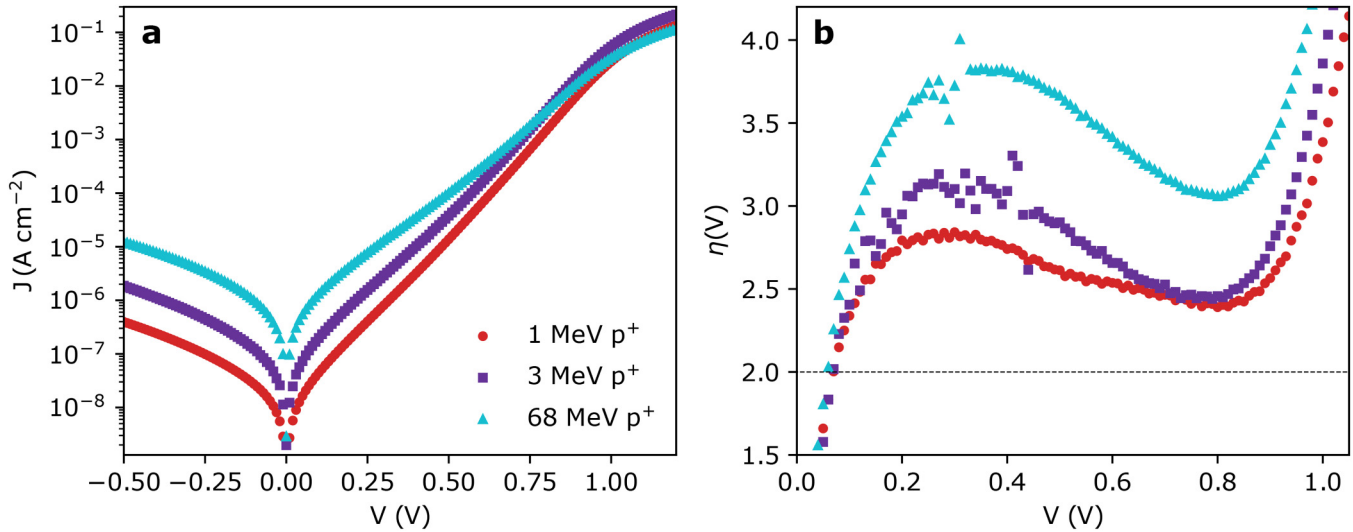 a
J (A cm⁻²)
10⁻¹
10⁻²
10⁻³
10⁻⁴
10⁻⁵
10⁻⁶
10⁻⁷
10⁻⁸
1 MeV p⁺
3 MeV p⁺
68 MeV p⁺
−0.50 −0.25 0.00 0.25 0.50 0.75 1.00
V (V)
b
η(V)
4.0
3.5
3.0
2.5
2.0
1.5
0.0 0.2 0.4 0.6 0.8 1.0
V (V)